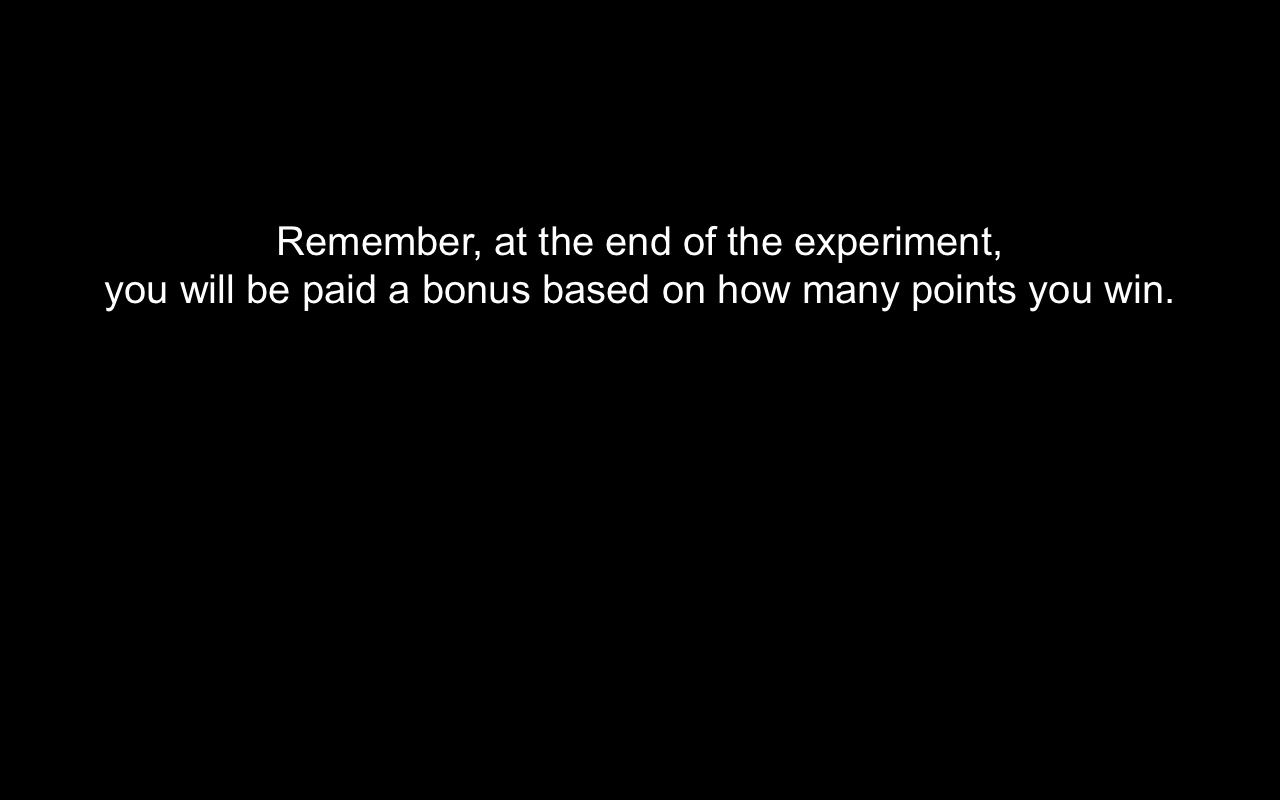 Remember, at the end of the experiment,
you will be paid a bonus based on how many points you win.